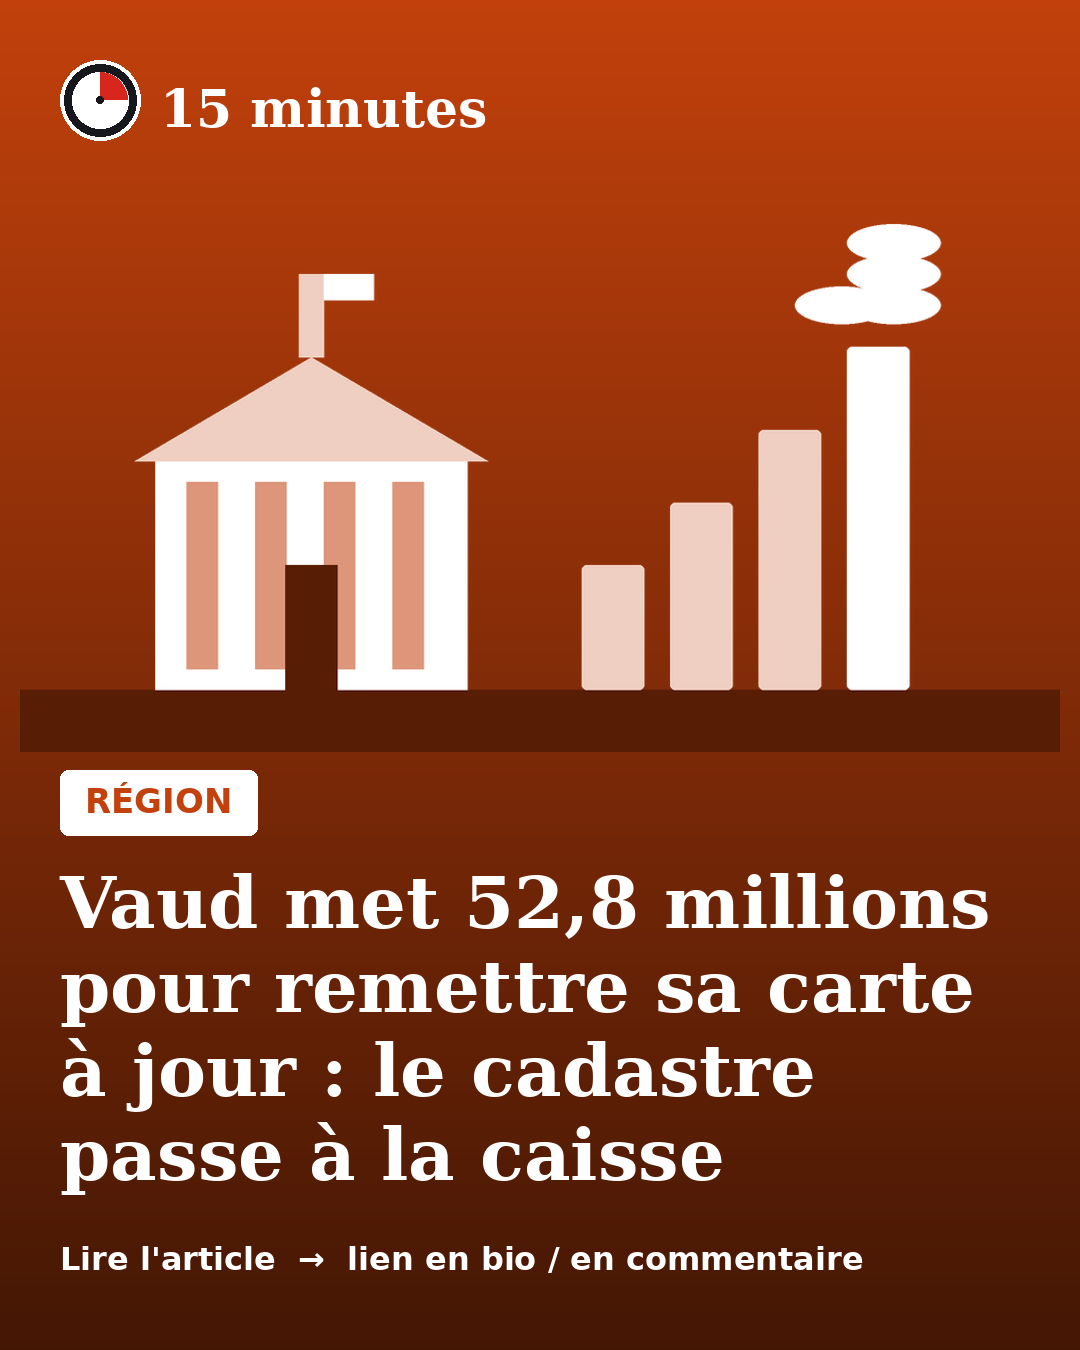 15 minutes
RÉGION
Vaud met 52,8 millions
pour remettre sa carte
à jour : le cadastre
passe à la caisse
Lire l'article → lien en bio / en commentaire